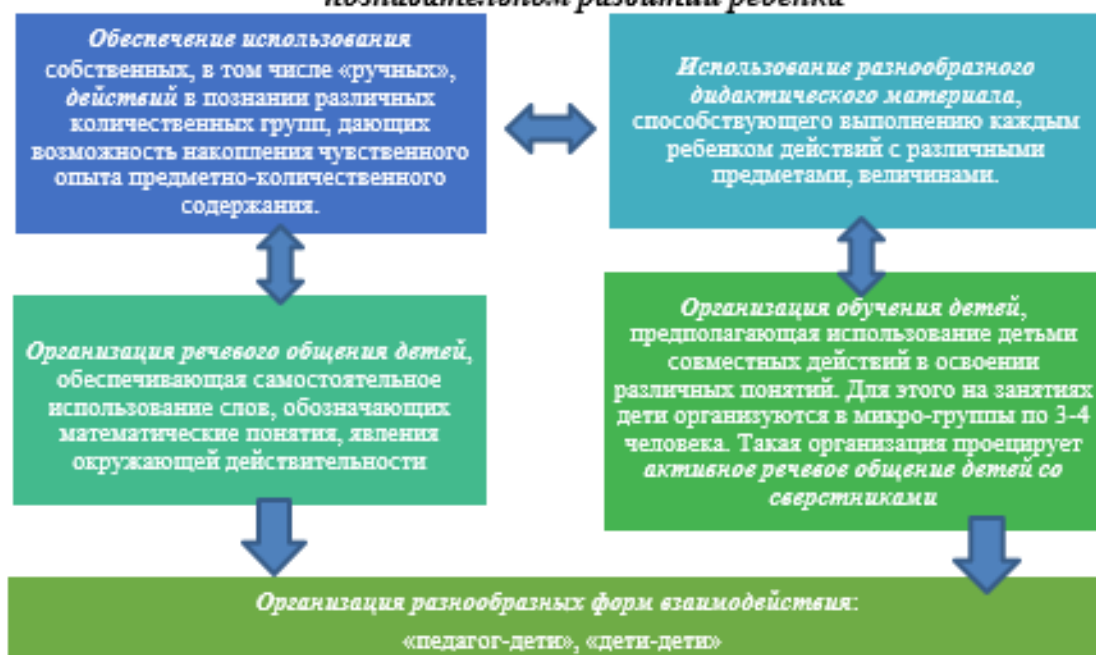 познавательном развитии ребенка
Обеспечение использования
собственных, в том числе «ручных»,
действий в познании различных
количественных групп, дающих
возможность накопления чувственного
опыта предметно-количественного
содержания.
Использование разнообразного
дидактического материала,
способствующего выполнению каждым
ребенком действий с различными
предметами, величинами.
Организация речевого общения детей,
обеспечивающая самостоятельное
использование слов, обозначающих
математические понятия, явления
окружающей действительности
Организация обучения детей,
предполагающая использование детьми
совместных действий в освоении
различных понятий. Для этого на занятиях
дети организуются в микро-группы по 3-4
человека. Такая организация проецирует
активное речевое общение детей со
сверстниками
Организация разнообразных форм взаимодействия:
«педагог-дети», «дети-дети»